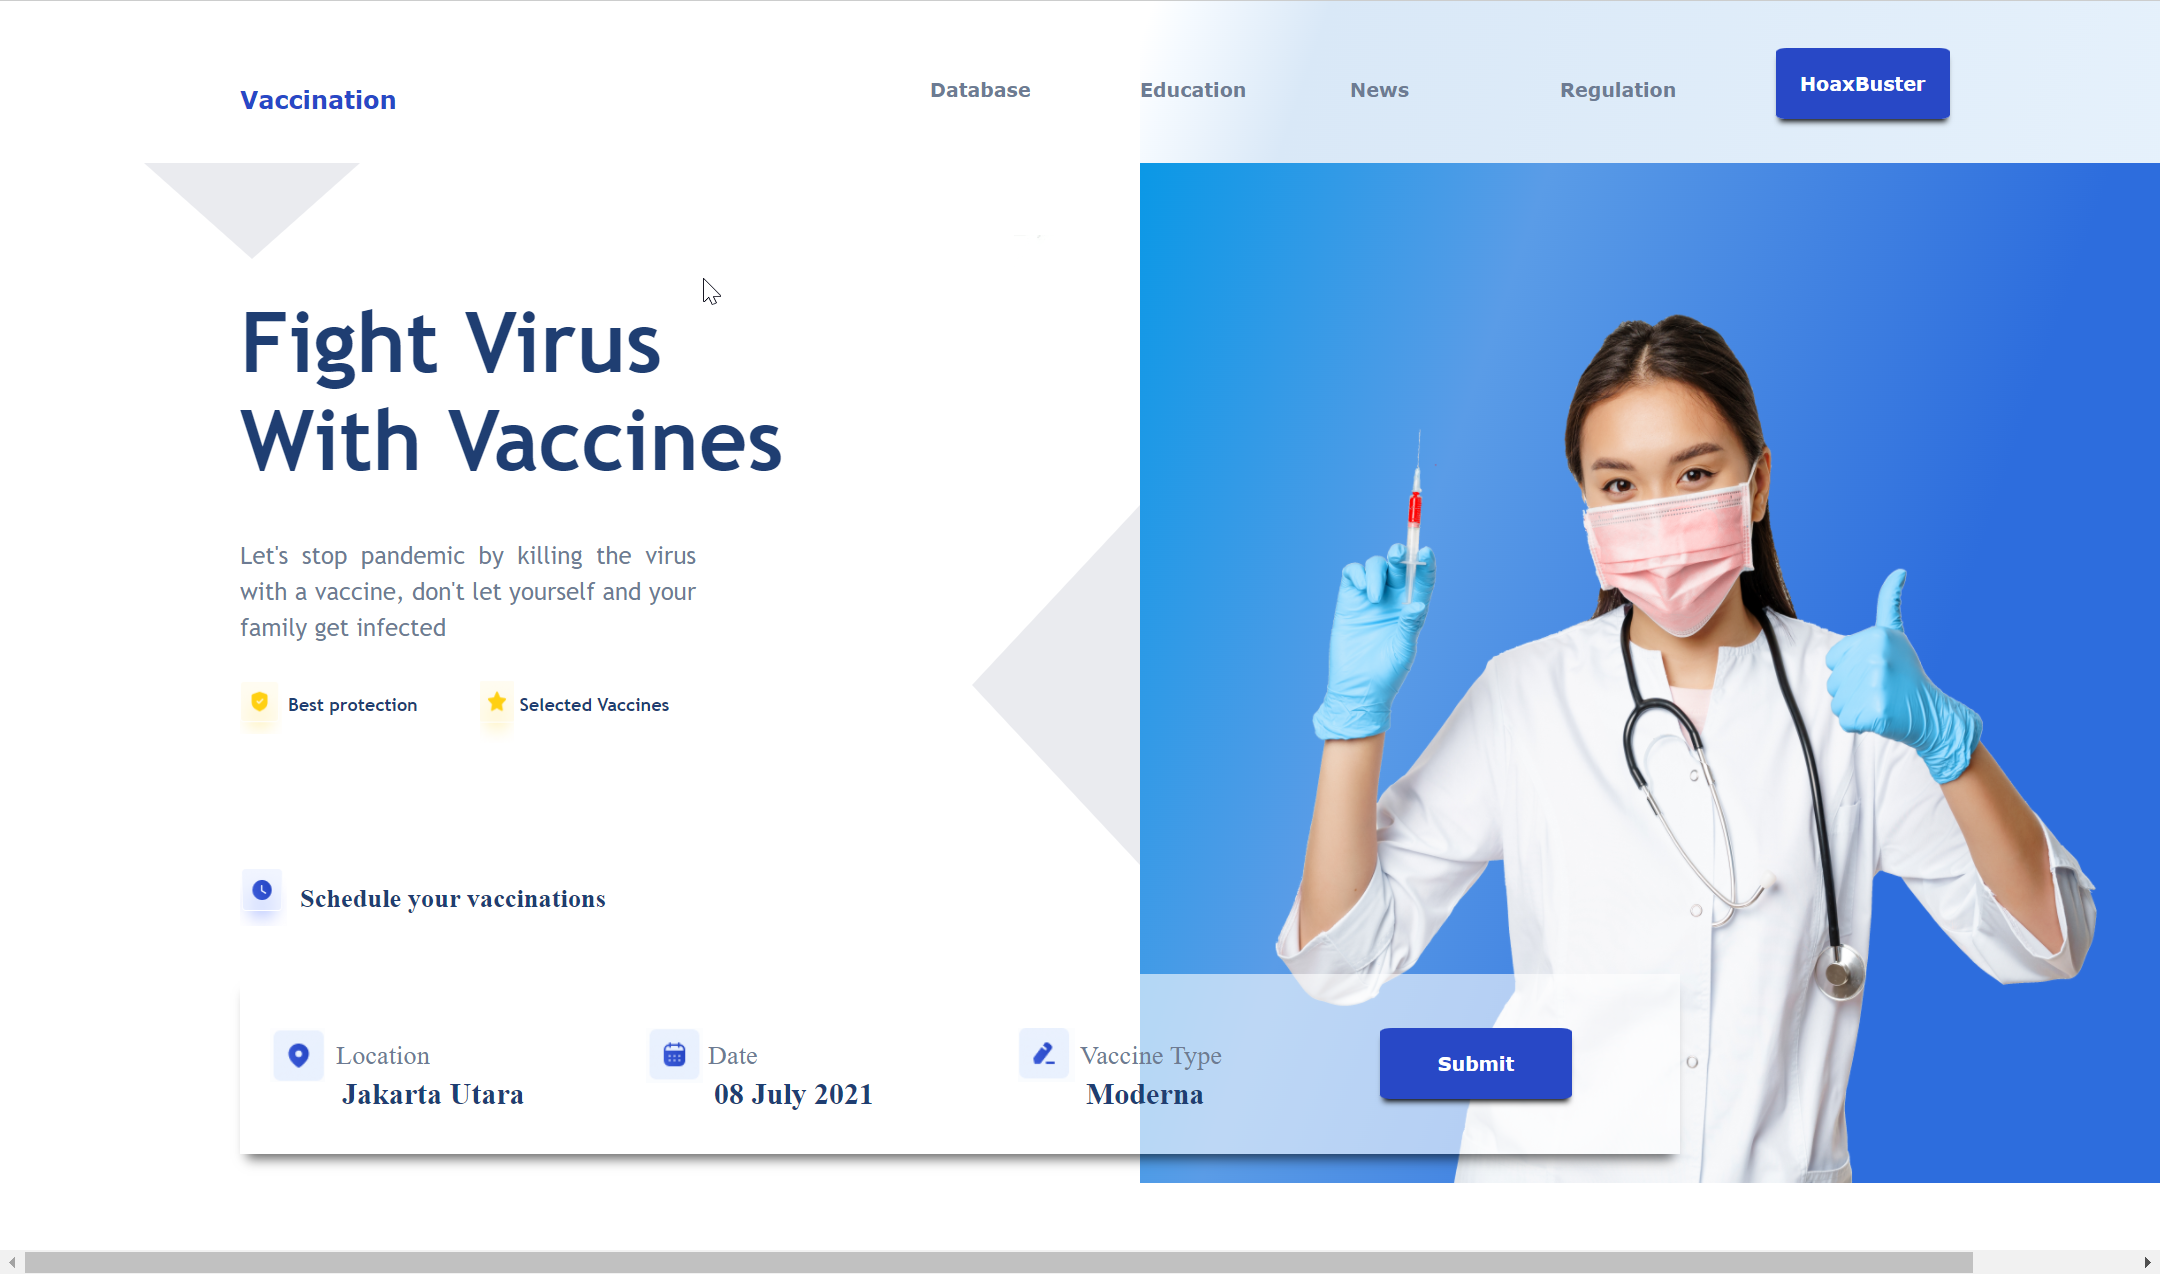 Vaccination
Database
Education
News
Regulation
HoaxBuster
Fight Virus
With Vaccines
Let's stop pandemic by killing the virus
with a vaccine, don't let yourself and your
family get infected
Best protection
Selected Vaccines
Schedule your vaccinations
Location
Jakarta Utara
Date
08 July 2021
Vaccine Type
Moderna
Submit